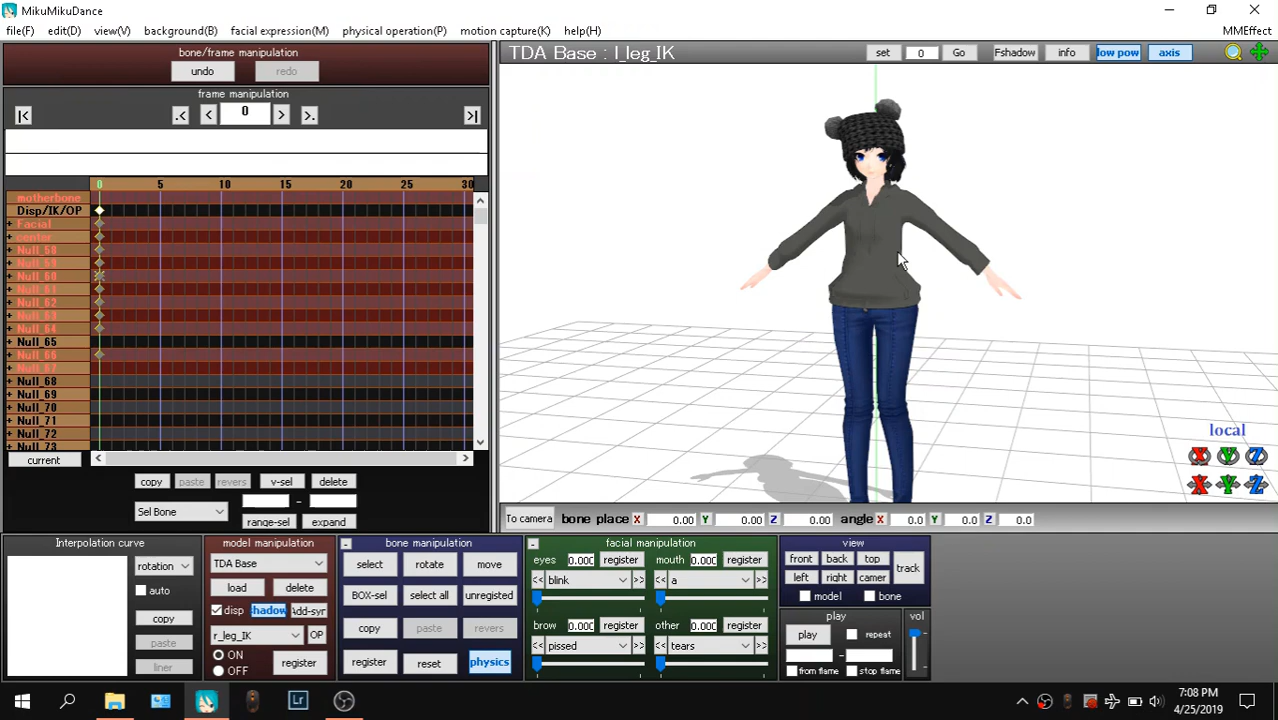 MikuMikuDance
file(F) edit(D) view(V) background(B) facial expression(M) physical operation(P) motion capture(K) help(H) MMEffect
bone/frame manipulation
undo redo
frame manipulation
|< .< < 0 > >. >|
0 5 10 15 20 25 30
motherbone
Disp/IK/OP
+ Facial
+ center
+ Null_58
+ Null_59
+ Null_60
+ Null_61
+ Null_62
+ Null_63
+ Null_64
+ Null_65
+ Null_66
+ Null_67
+ Null_68
+ Null_69
+ Null_70
+ Null_71
+ Null_72
+ Null_73
current
copy paste revers v-sel delete
Sel Bone -
range-sel expand
TDA Base : l_leg_IK set 0 Go Fshadow info low pow axis
local
X Y Z
X Y Z
To camera bone place X 0.00 Y 0.00 Z 0.00 angle X 0.0 Y 0.0 Z 0.0
Interpolation curve
rotation
auto
copy
paste
liner
model manipulation
TDA Base
load delete
disp shadow Add-syn
r_leg_IK OP
ON
OFF
register
- bone manipulation
select rotate move
BOX-sel select all unregisted
copy paste revers
register reset physics
- facial manipulation
eyes 0.000 register mouth 0.000 register
<< blink >> << a >>
brow 0.000 register other 0.000 register
<< pissed >> << tears >>
view
front back top
left right camer track
model bone
play
play repeat
-
from flame stop flame
vol
Lr
7:08 PM
4/25/2019